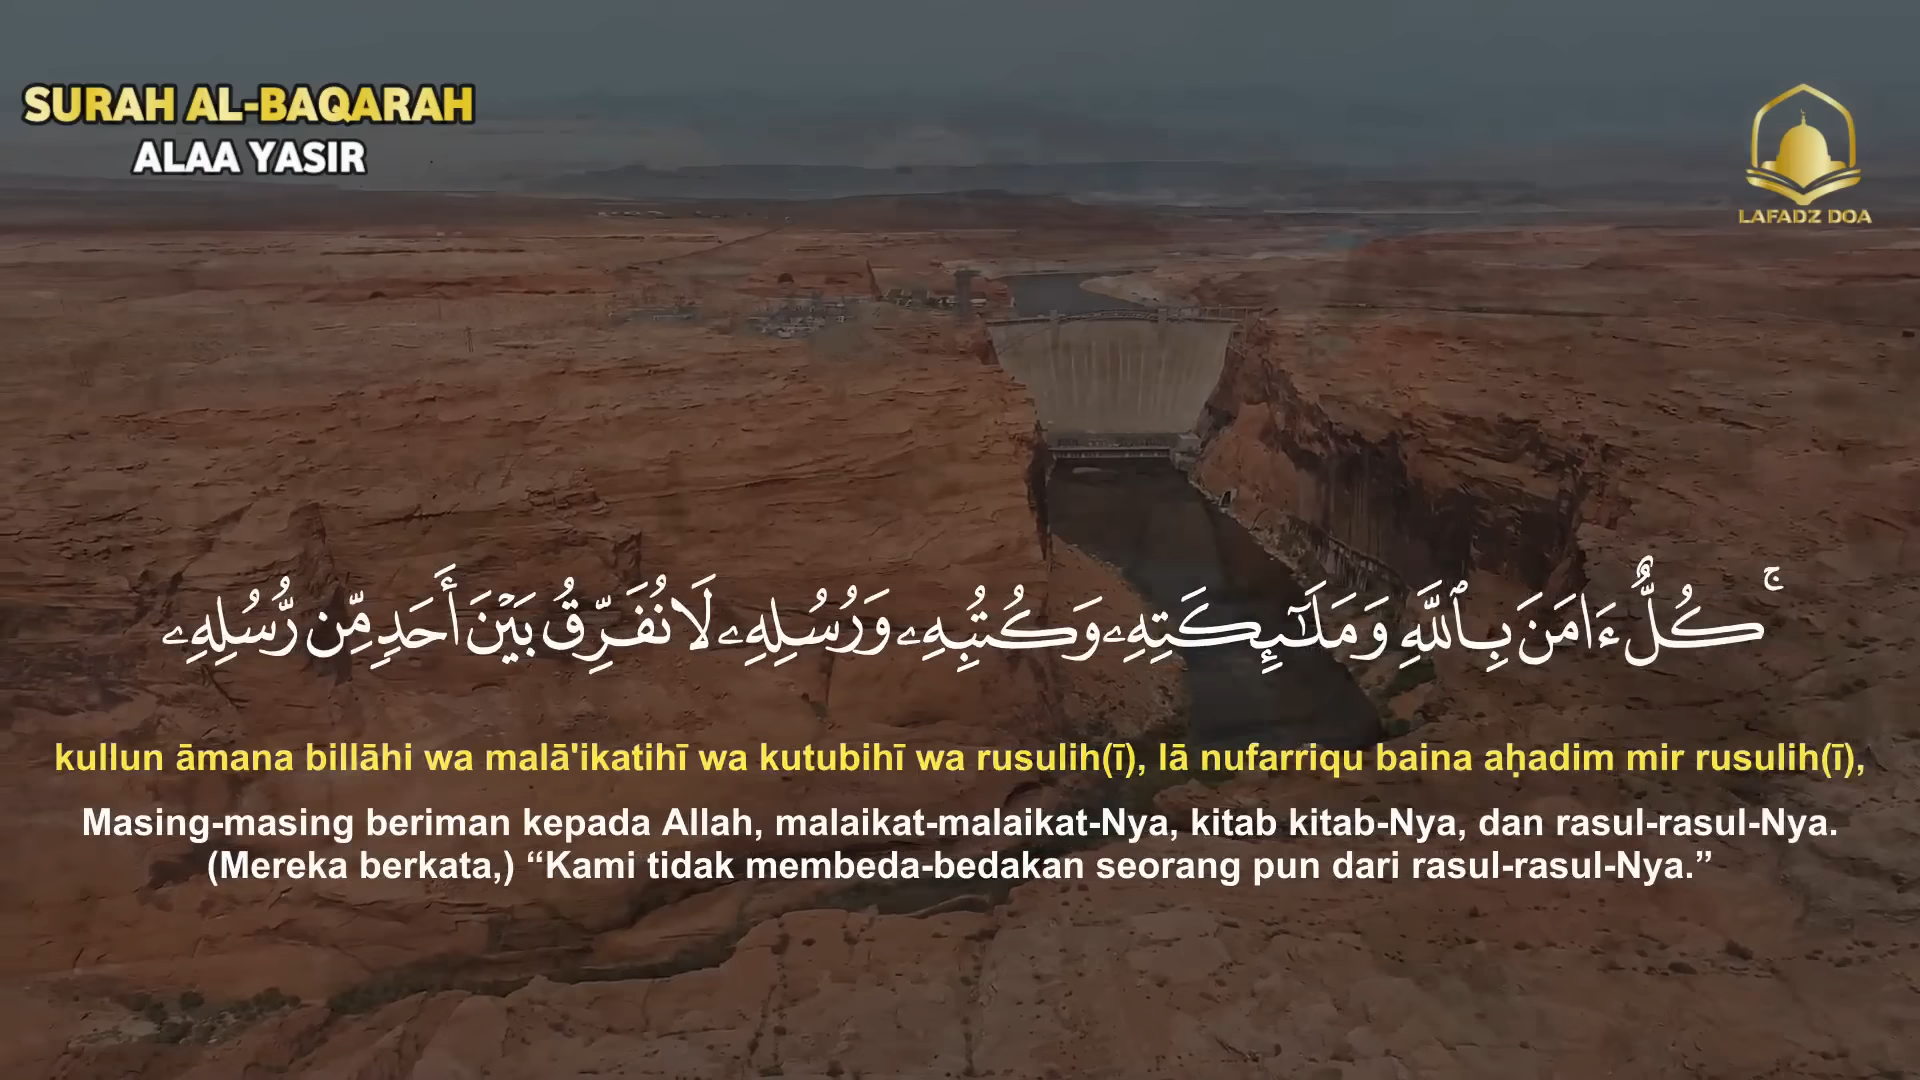 SURAH AL-BAQARAH
ALAA YASIR
LAFADZ DOA
ۚ كُلٌّ ءَامَنَ بِٱللَّهِ وَمَلَـٰٓئِكَتِهِۦ وَكُتُبِهِۦ وَرُسُلِهِۦ لَا نُفَرِّقُ بَيْنَ أَحَدٍ مِّن رُّسُلِهِۦ
kullun āmana billāhi wa malā'ikatihī wa kutubihī wa rusulih(ī), lā nufarriqu baina aḥadim mir rusulih(ī),
Masing-masing beriman kepada Allah, malaikat-malaikat-Nya, kitab kitab-Nya, dan rasul-rasul-Nya.
(Mereka berkata,) “Kami tidak membeda-bedakan seorang pun dari rasul-rasul-Nya.”